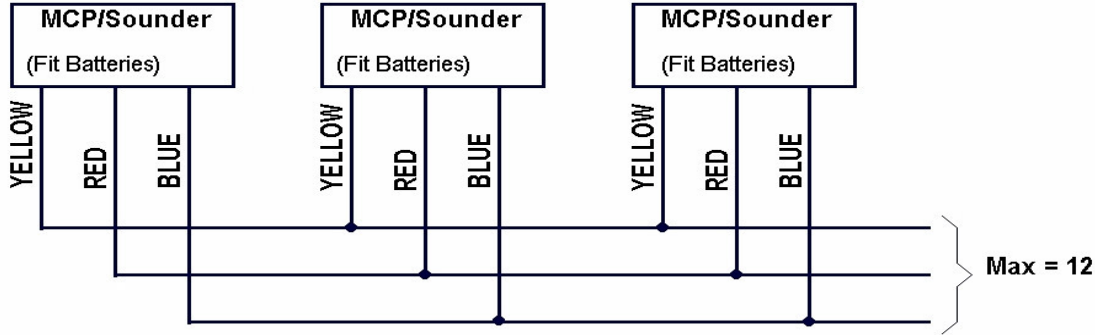 MCP/Sounder
(Fit Batteries)
YELLOW
RED
BLUE
MCP/Sounder
(Fit Batteries)
YELLOW
RED
BLUE
MCP/Sounder
(Fit Batteries)
YELLOW
RED
BLUE
Max = 12